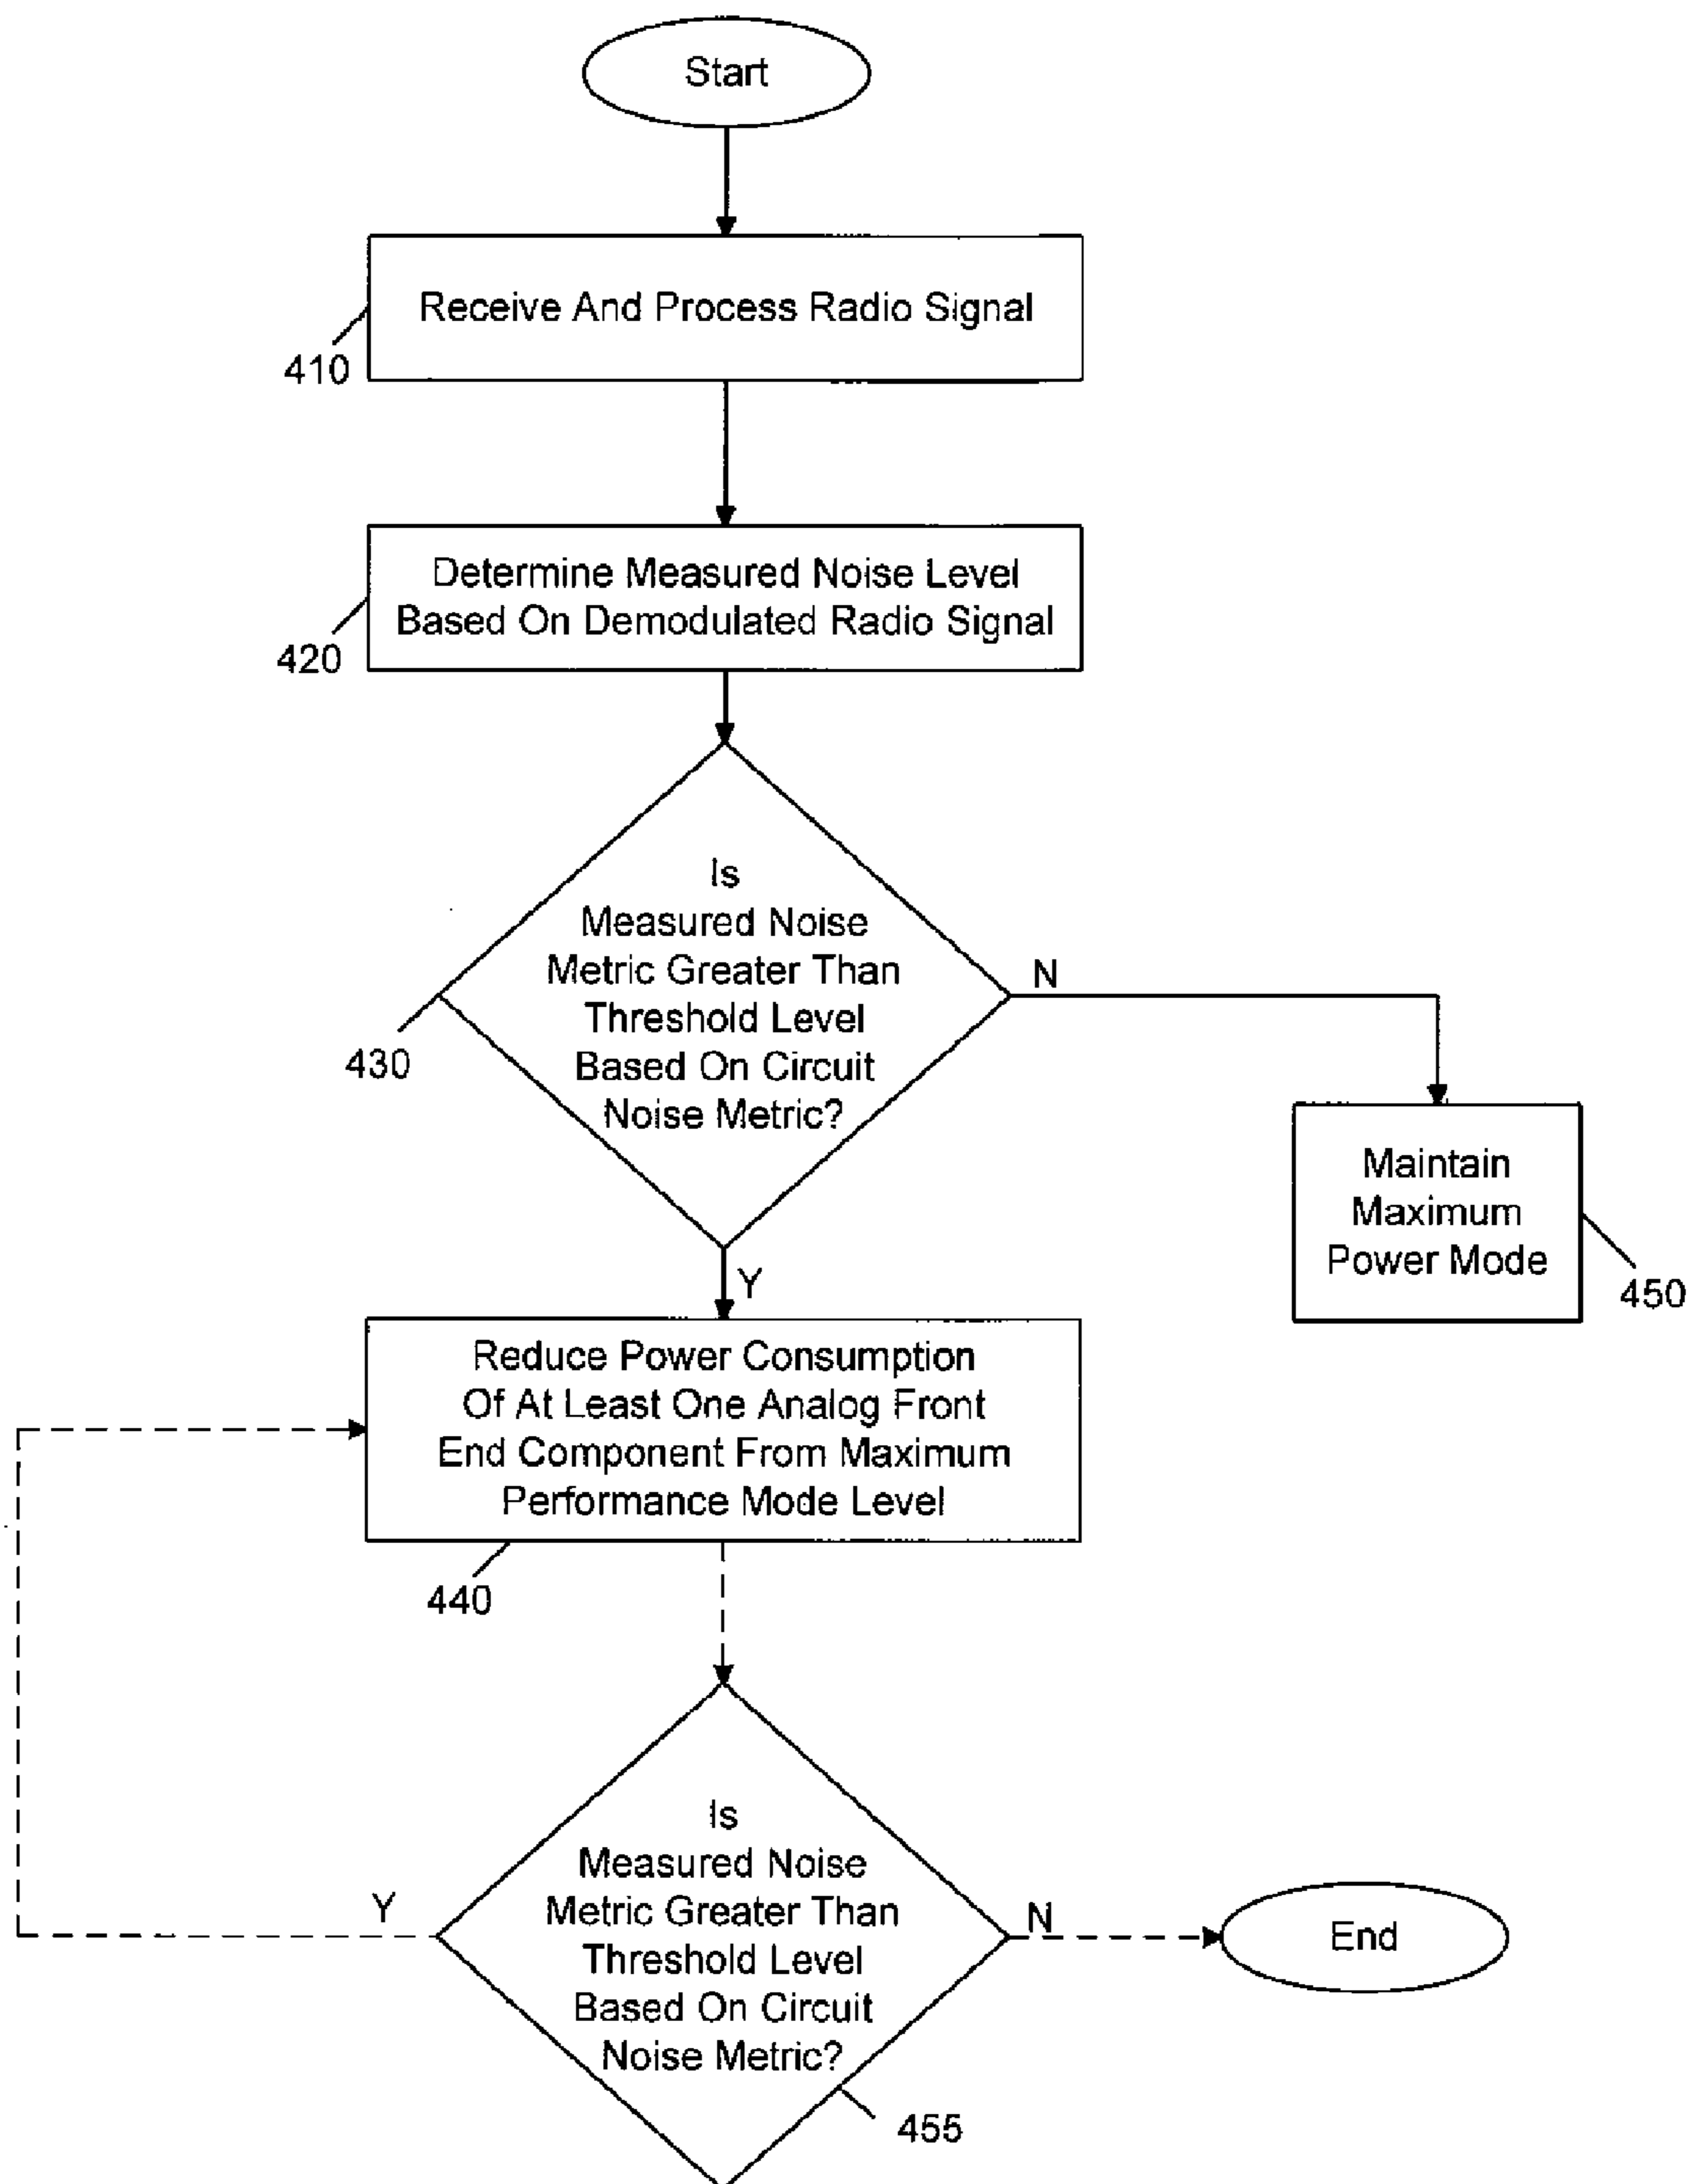 Start
Receive And Process Radio Signal
410
Determine Measured Noise Level
Based On Demodulated Radio Signal
420
Is
Measured Noise
Metric Greater Than
Threshold Level
Based On Circuit
Noise Metric?
430
N
Maintain
Maximum
Power Mode
450
Y
Reduce Power Consumption
Of At Least One Analog Front
End Component From Maximum
Performance Mode Level
440
Is
Measured Noise
Metric Greater Than
Threshold Level
Based On Circuit
Noise Metric?
Y
N
End
455